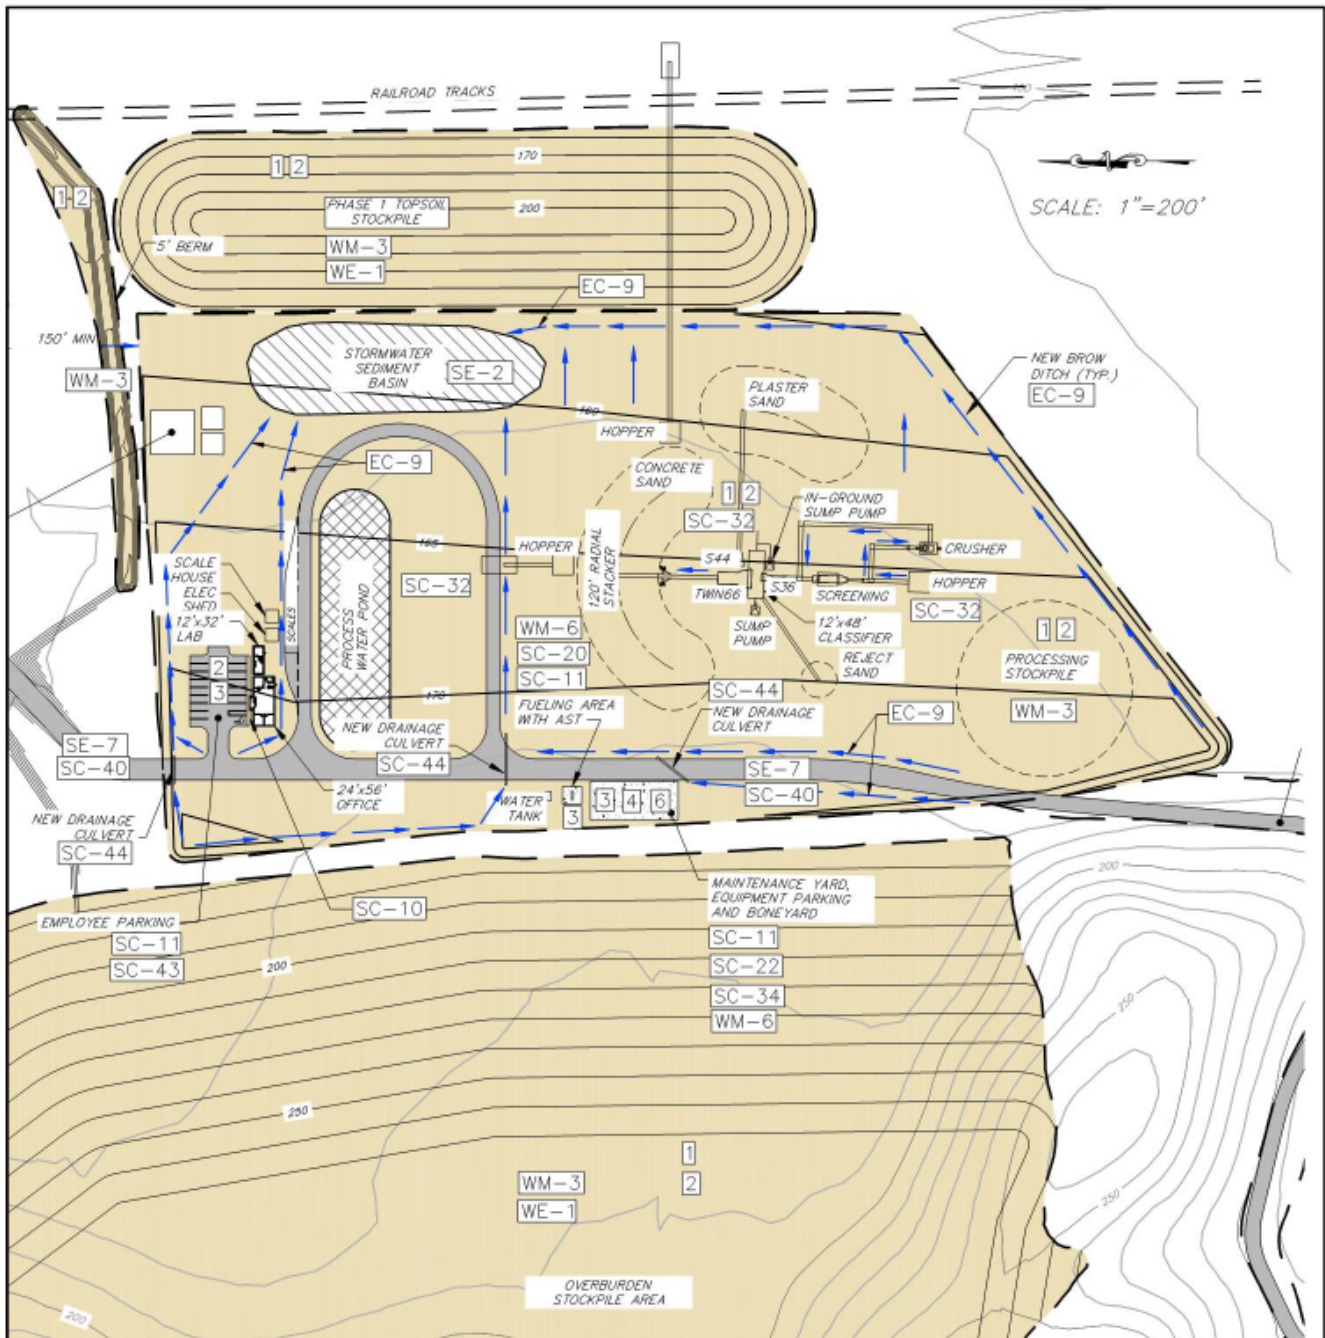 RAILROAD TRACKS
180
SCALE: 1"=200'
170
1 2
PHASE 1 TOPSOIL
STOCKPILE
200
WM-3
WE-1
1 2
5' BERM
EC-9
150' MIN
WM-3
STORMWATER
SEDIMENT
BASIN
SE-2
NEW BROW
DITCH (TYP.)
EC-9
PLASTER
SAND
160
HOPPER
EC-9
CONCRETE
SAND
1 2
SC-32
IN-GROUND
SUMP PUMP
165
HOPPER
S44
CRUSHER
SCALE
HOUSE
ELEC
SHED
12'x32'
LAB
SCALES
PROCESS
WATER POND
SC-32
120' RADIAL
STACKER
TWIN66
S36
SCREENING
HOPPER
SC-32
SUMP
PUMP
12'x48'
CLASSIFIER
WM-6
SC-20
SC-11
1 2
PROCESSING
STOCKPILE
WM-3
REJECT
SAND
2
3
170
SC-44
NEW DRAINAGE
CULVERT
FUELING AREA
WITH AST
NEW DRAINAGE
CULVERT
SC-44
EC-9
SE-7
SC-40
SE-7
SC-40
24'x56'
OFFICE
WATER
TANK
1
3
3 4 6
NEW DRAINAGE
CULVERT
SC-44
EMPLOYEE PARKING
SC-11
SC-43
SC-10
MAINTENANCE YARD,
EQUIPMENT PARKING
AND BONEYARD
SC-11
SC-22
SC-34
WM-6
200
200
250
250
1
2
WM-3
WE-1
250
OVERBURDEN
STOCKPILE AREA
200